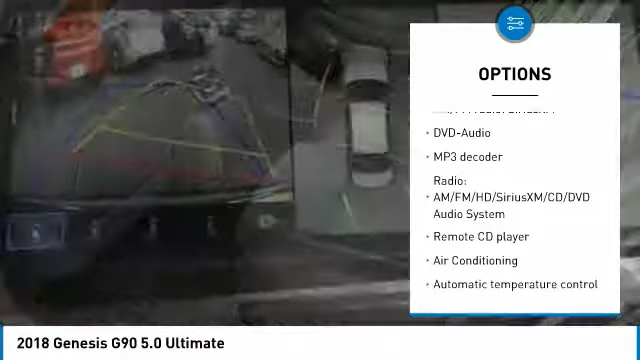 OPTIONS
DVD-Audio
MP3 decoder
Radio:
AM/FM/HD/SiriusXM/CD/DVD
Audio System
Remote CD player
Air Conditioning
Automatic temperature control
2018 Genesis G90 5.0 Ultimate